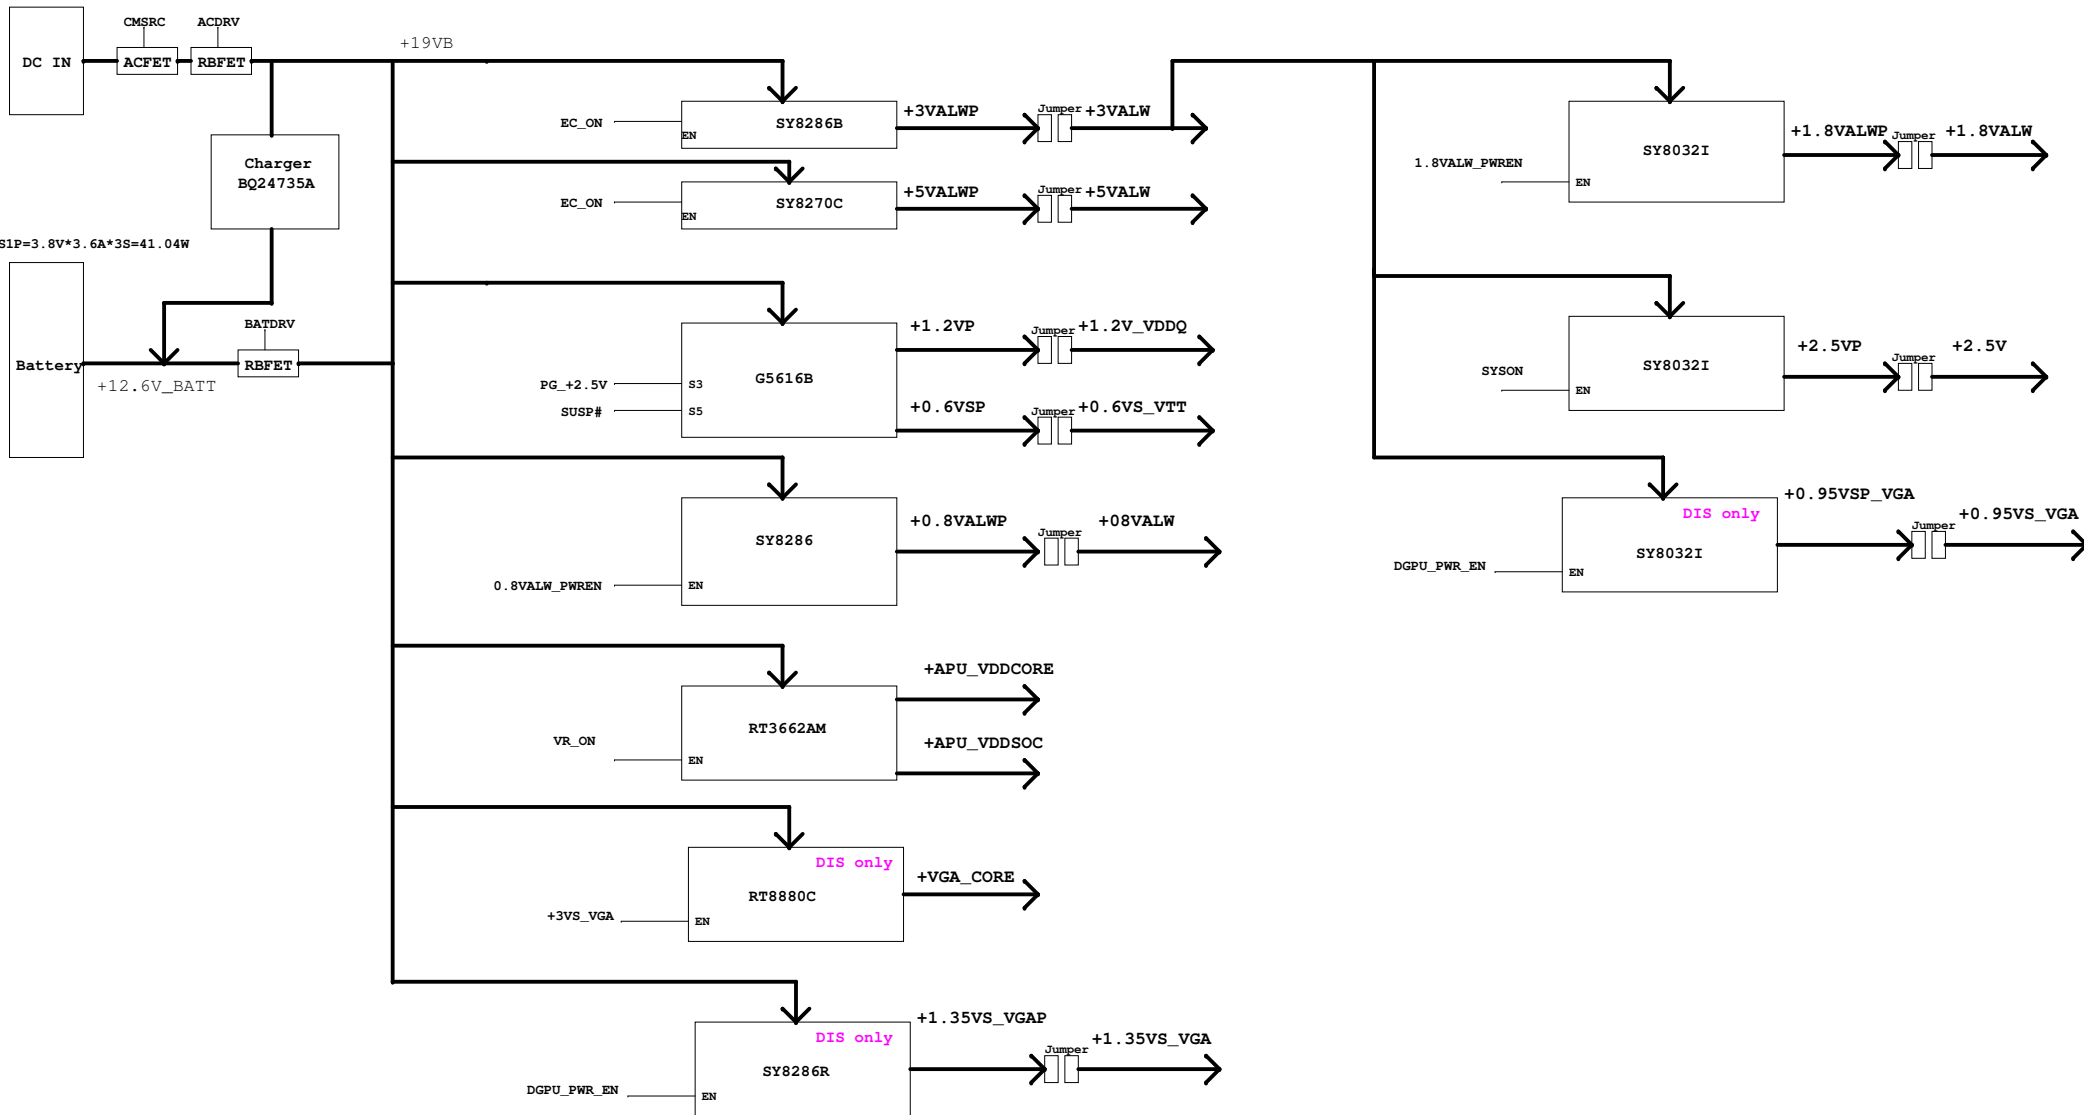 CMSRC
ACDRV
+19VB
DC IN
ACFET
RBFET
Charger
BQ24735A
S1P=3.8V*3.6A*3S=41.04W
BATDRV
Battery
RBFET
+12.6V_BATT
EC_ON
EN
SY8286B
+3VALWP
Jumper
+3VALW
EC_ON
EN
SY8270C
+5VALWP
Jumper
+5VALW
G5616B
PG_+2.5V
S3
SUSP#
S5
+1.2VP
Jumper
+1.2V_VDDQ
+0.6VSP
Jumper
+0.6VS_VTT
SY8286
0.8VALW_PWREN
EN
+0.8VALWP
Jumper
+08VALW
RT3662AM
VR_ON
EN
+APU_VDDCORE
+APU_VDDSOC
DIS only
RT8880C
+3VS_VGA
EN
+VGA_CORE
DIS only
SY8286R
DGPU_PWR_EN
EN
+1.35VS_VGAP
Jumper
+1.35VS_VGA
SY8032I
1.8VALW_PWREN
EN
+1.8VALWP
Jumper
+1.8VALW
SY8032I
SYSON
EN
+2.5VP
Jumper
+2.5V
DIS only
SY8032I
DGPU_PWR_EN
EN
+0.95VSP_VGA
Jumper
+0.95VS_VGA